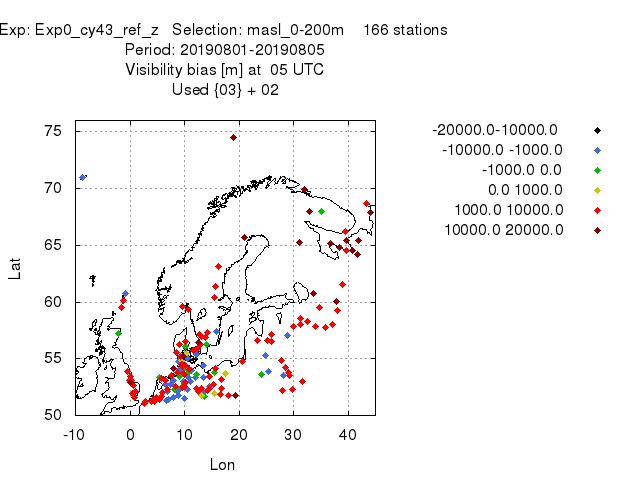 Exp: Exp0_cy43_ref_z Selection: masl_0-200m 166 stations
Period: 20190801-20190805
Visibility bias [m] at 05 UTC
Used {03} + 02
-20000.0-10000.0
-10000.0 -1000.0
-1000.0 0.0
0.0 1000.0
1000.0 10000.0
10000.0 20000.0
75
70
65
60
55
50
Lat
-10 0 10 20 30 40
Lon